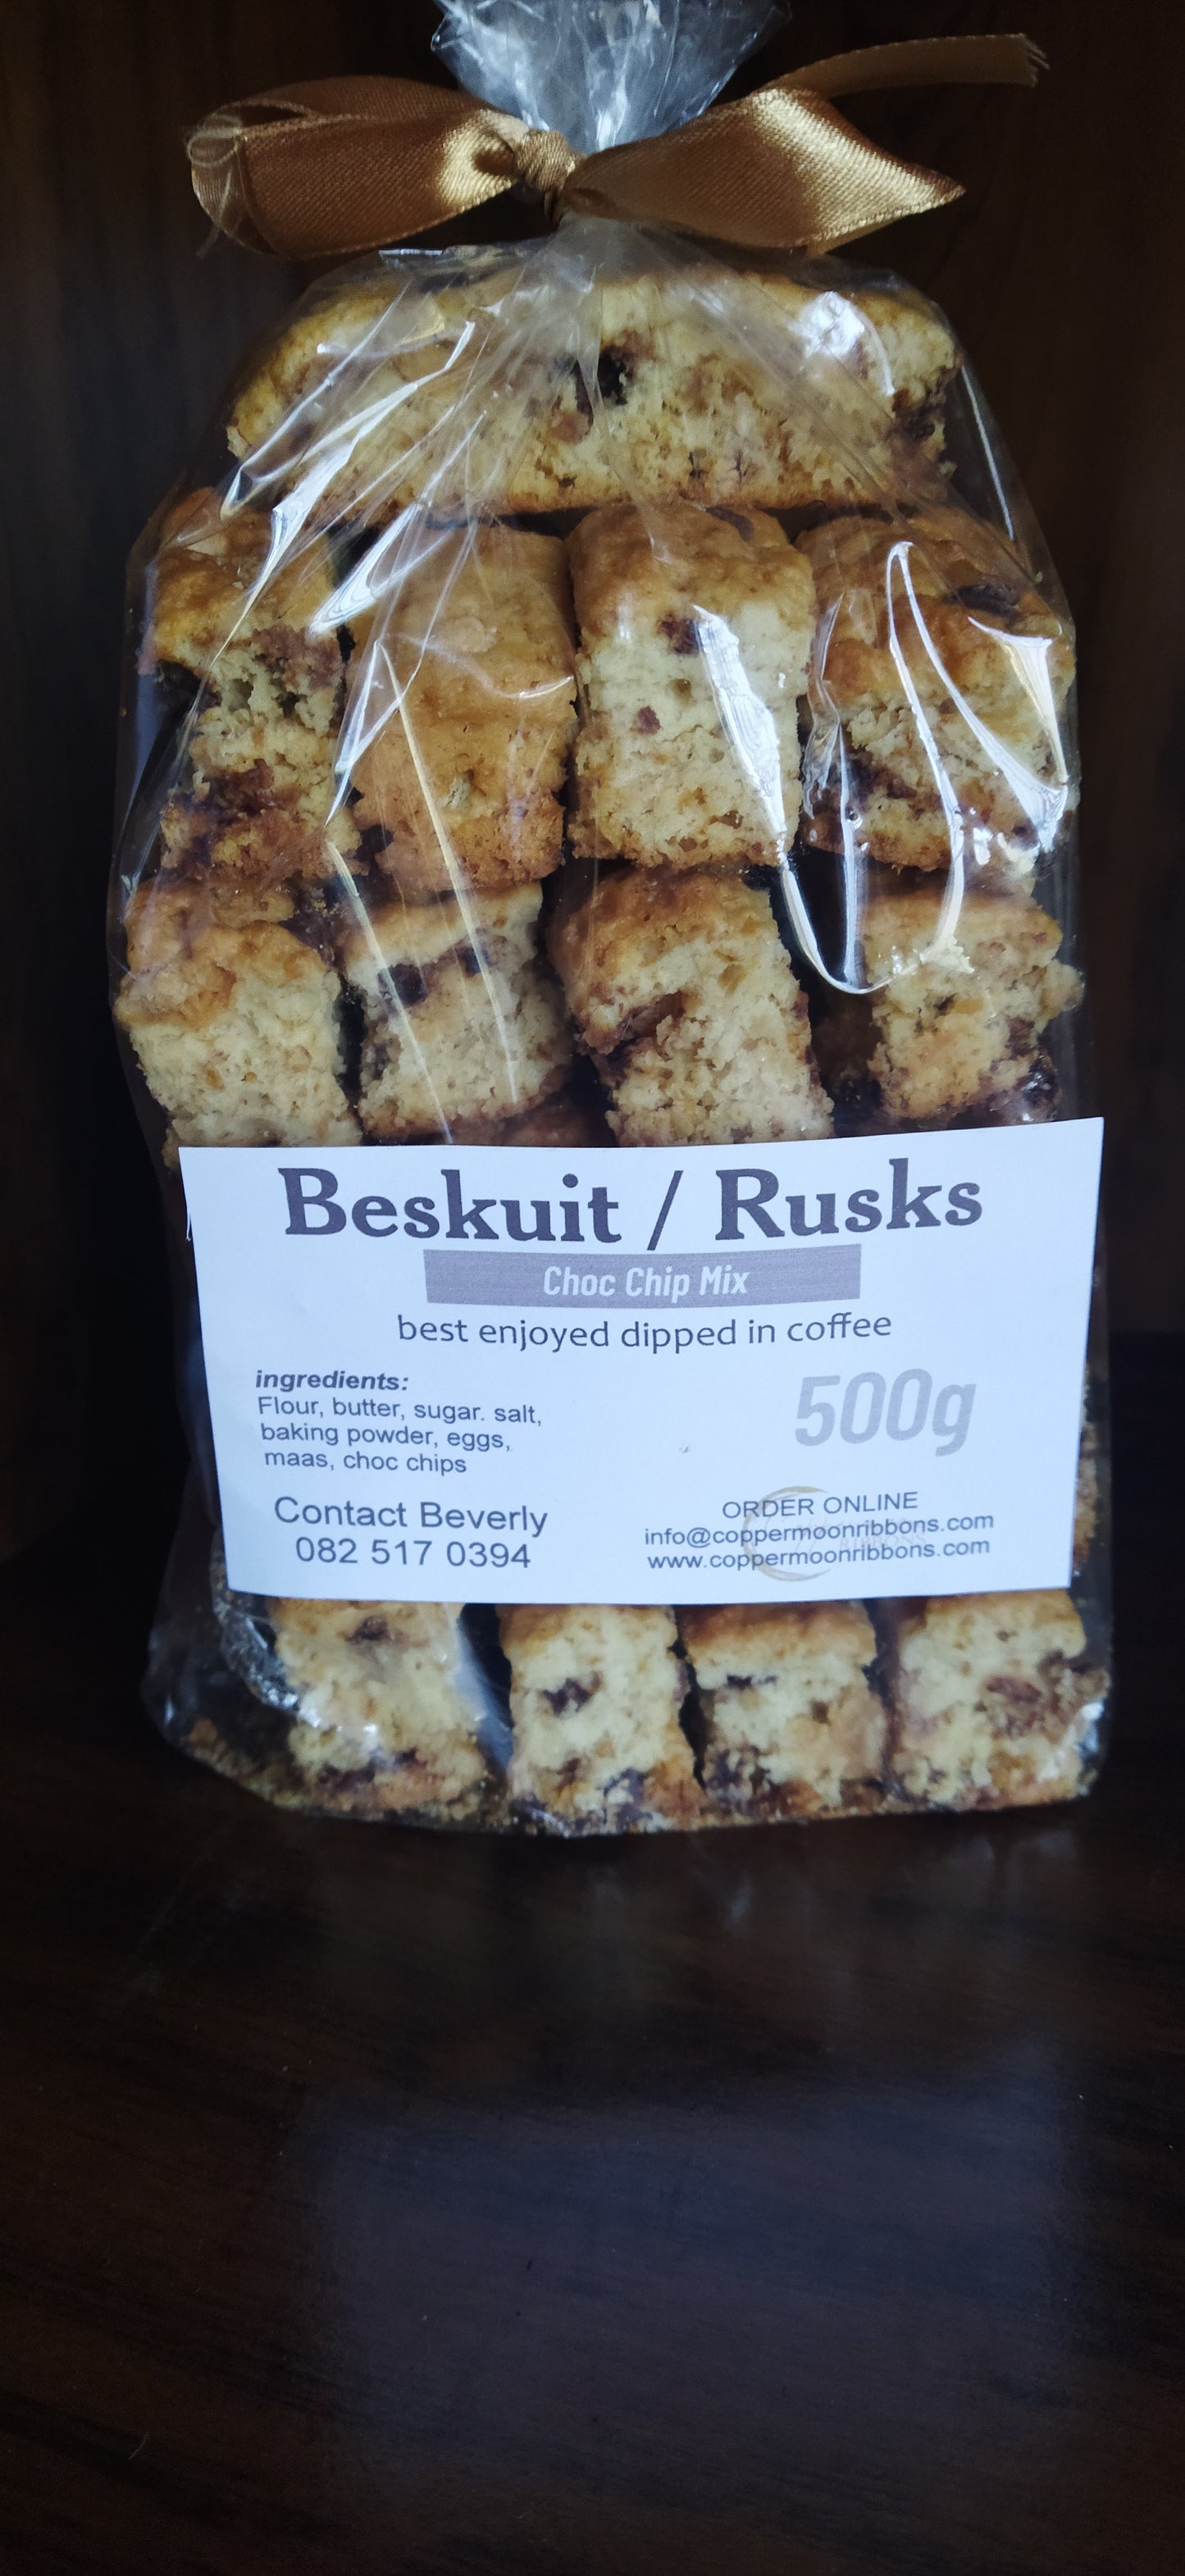 Beskuit / Rusks
Choc Chip Mix
best enjoyed dipped in coffee
ingredients:
Flour, butter, sugar. salt,
baking powder, eggs,
maas, choc chips
500g
Contact Beverly
082 517 0394
ORDER ONLINE
info@coppermoonribbons.com
www.coppermoonribbons.com